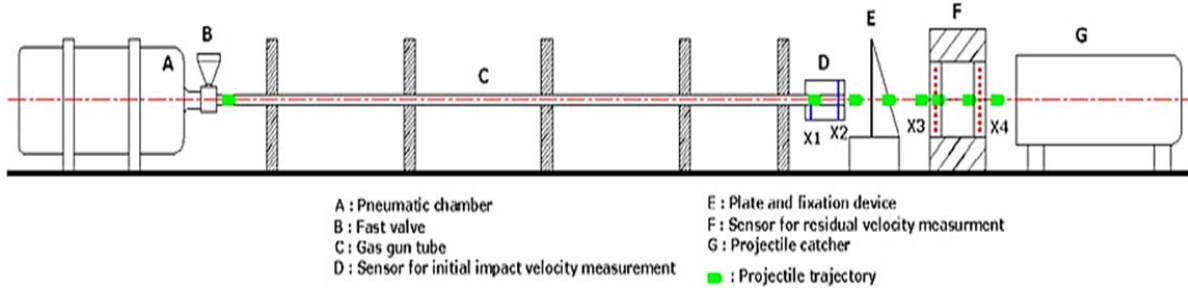 A
B
C
D
E
F
G
X1
X2
X3
X4
A : Pneumatic chamber
B : Fast valve
C : Gas gun tube
D : Sensor for initial impact velocity measurement
E : Plate and fixation device
F : Sensor for residual velocity measurment
G : Projectile catcher
: Projectile trajectory